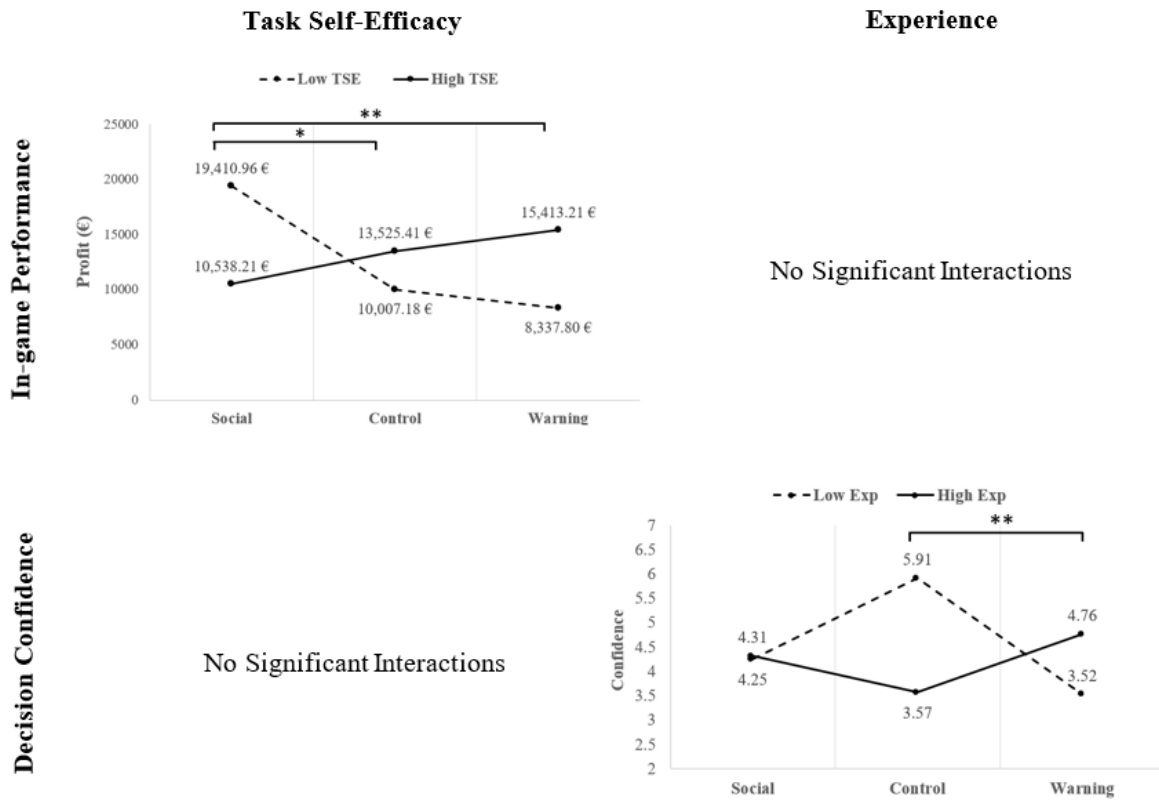 Task Self-Efficacy
Experience
In-game Performance
Low TSE
High TSE
Profit (€)
25000
20000
15000
10000
5000
0
**
*
19,410.96 €
10,538.21 €
13,525.41 €
10,007.18 €
15,413.21 €
8,337.80 €
Social
Control
Warning
No Significant Interactions
Decision Confidence
No Significant Interactions
Low Exp
High Exp
Confidence
7
6.5
6
5.5
5
4.5
4
3.5
3
2.5
2
**
4.31
4.25
5.91
3.57
4.76
3.52
Social
Control
Warning